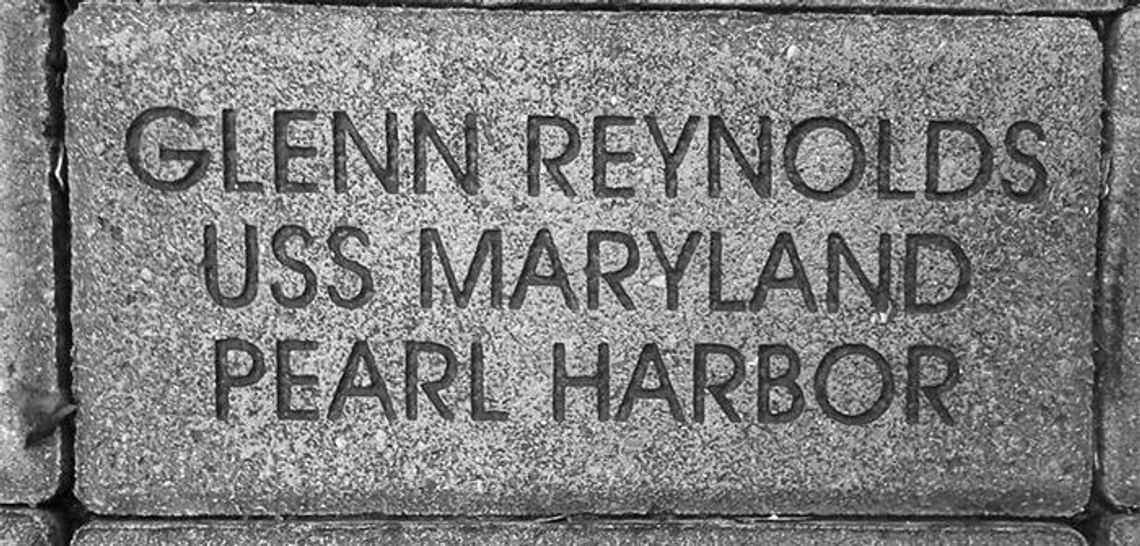 GLENN REYNOLDS
USS MARYLAND
PEARL HARBOR